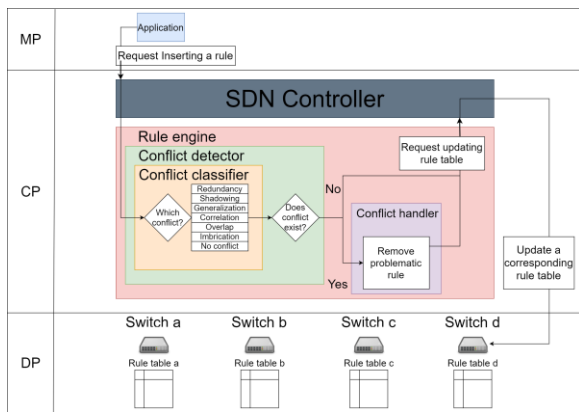 MP
Application
Request Inserting a rule
CP
SDN Controller
Rule engine
Conflict detector
Conflict classifier
Which
conflict?
Redundancy
Shadowing
Generalization
Correlation
Overlap
Imbrication
No conflict
Does
conflict
exist?
No
Yes
Request updating
rule table
Conflict handler
Remove
problematic
rule
Update a
corresponding
rule table
DP
Switch a
Switch b
Switch c
Switch d
Rule table a
Rule table b
Rule table c
Rule table d